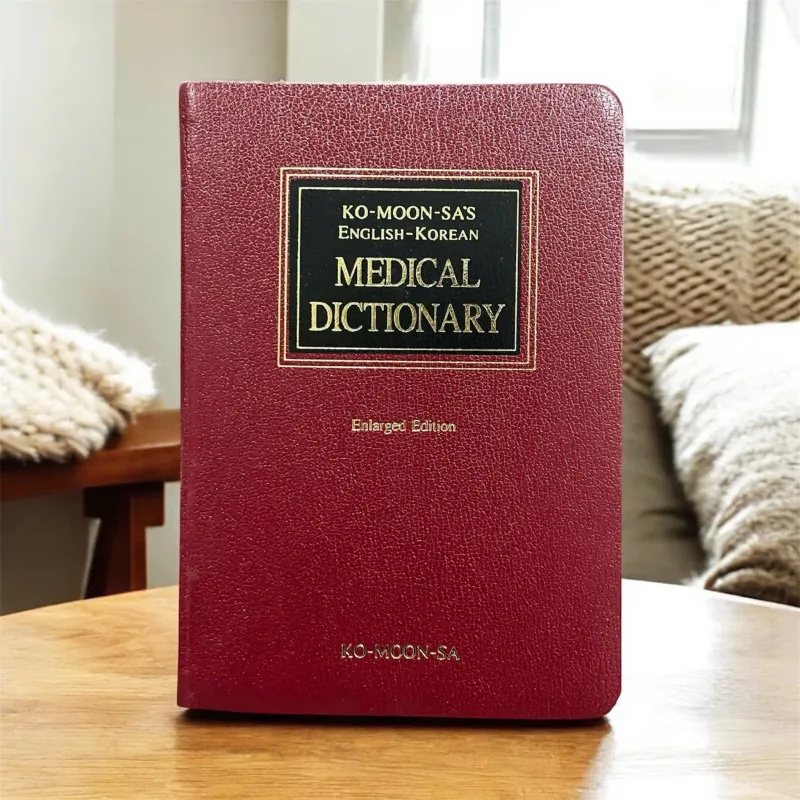 KO-MOON-SA'S
ENGLISH-KOREAN
MEDICAL
DICTIONARY
Enlarged Edition
KO-MOON-SA